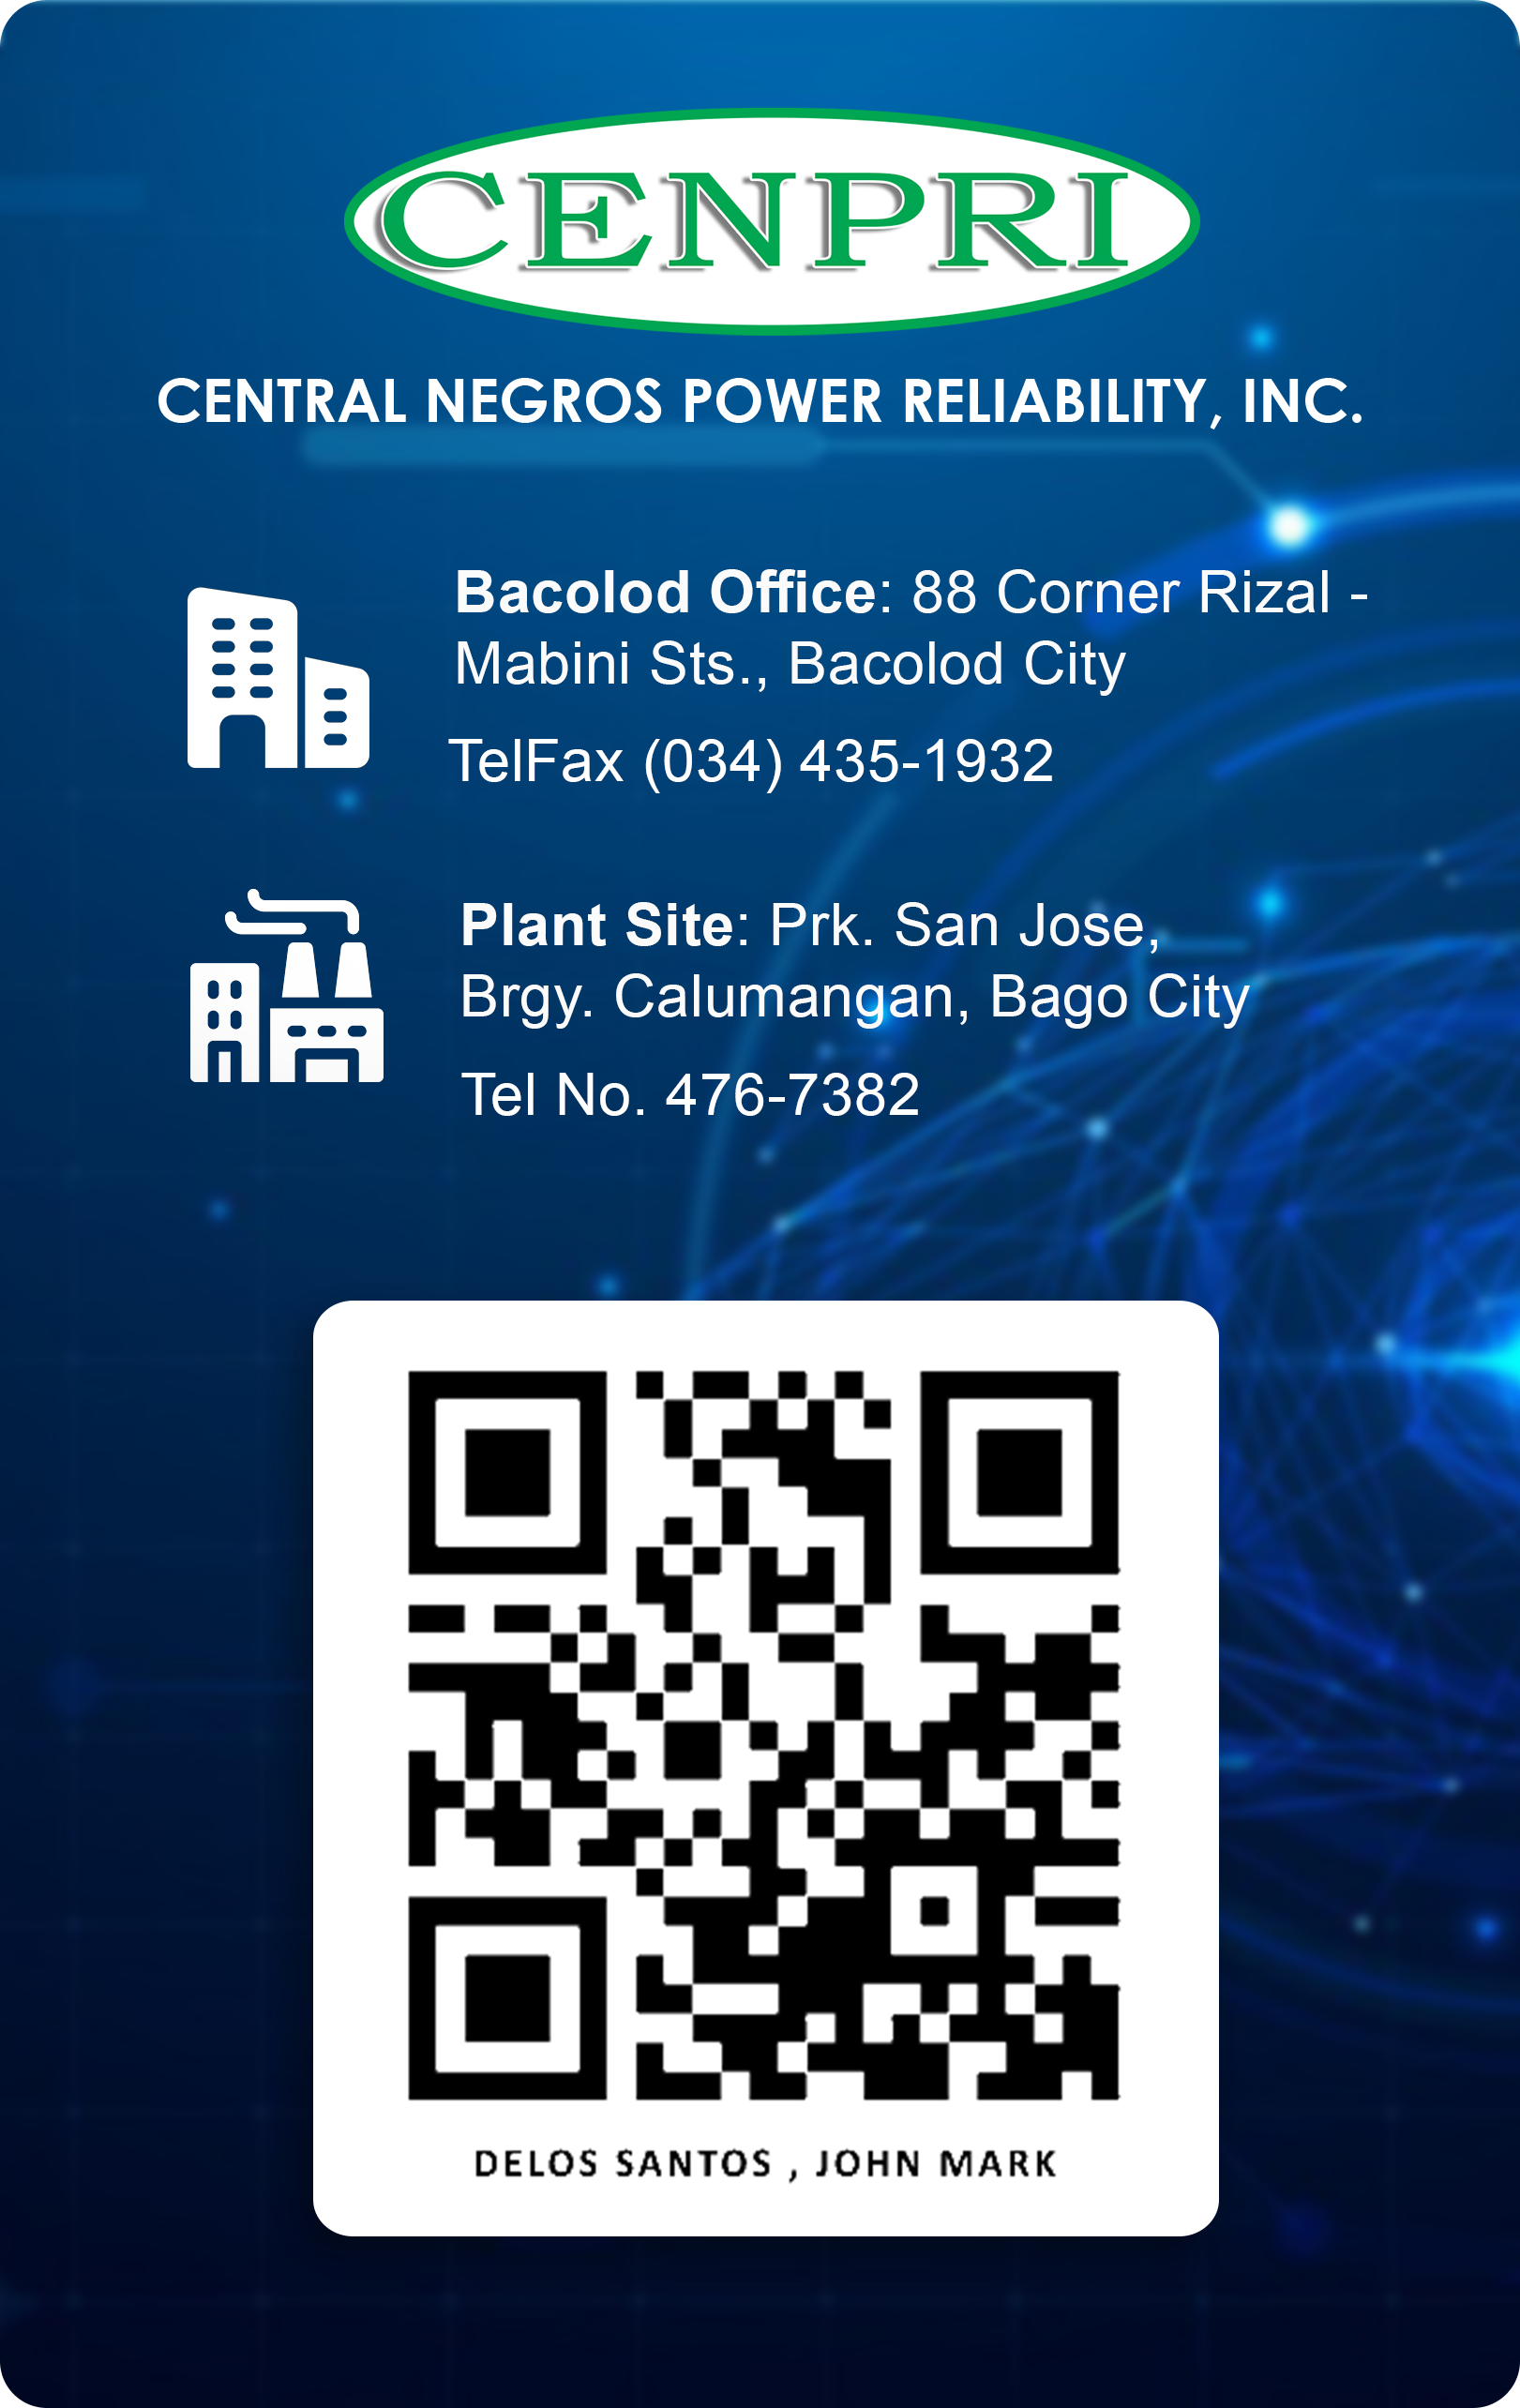 CENPRI
CENTRAL NEGROS POWER RELIABILITY, INC.
Bacolod Office: 88 Corner Rizal -
Mabini Sts., Bacolod City
TelFax (034) 435-1932
Plant Site: Prk. San Jose,
Brgy. Calumangan, Bago City
Tel No. 476-7382
DELOS SANTOS , JOHN MARK